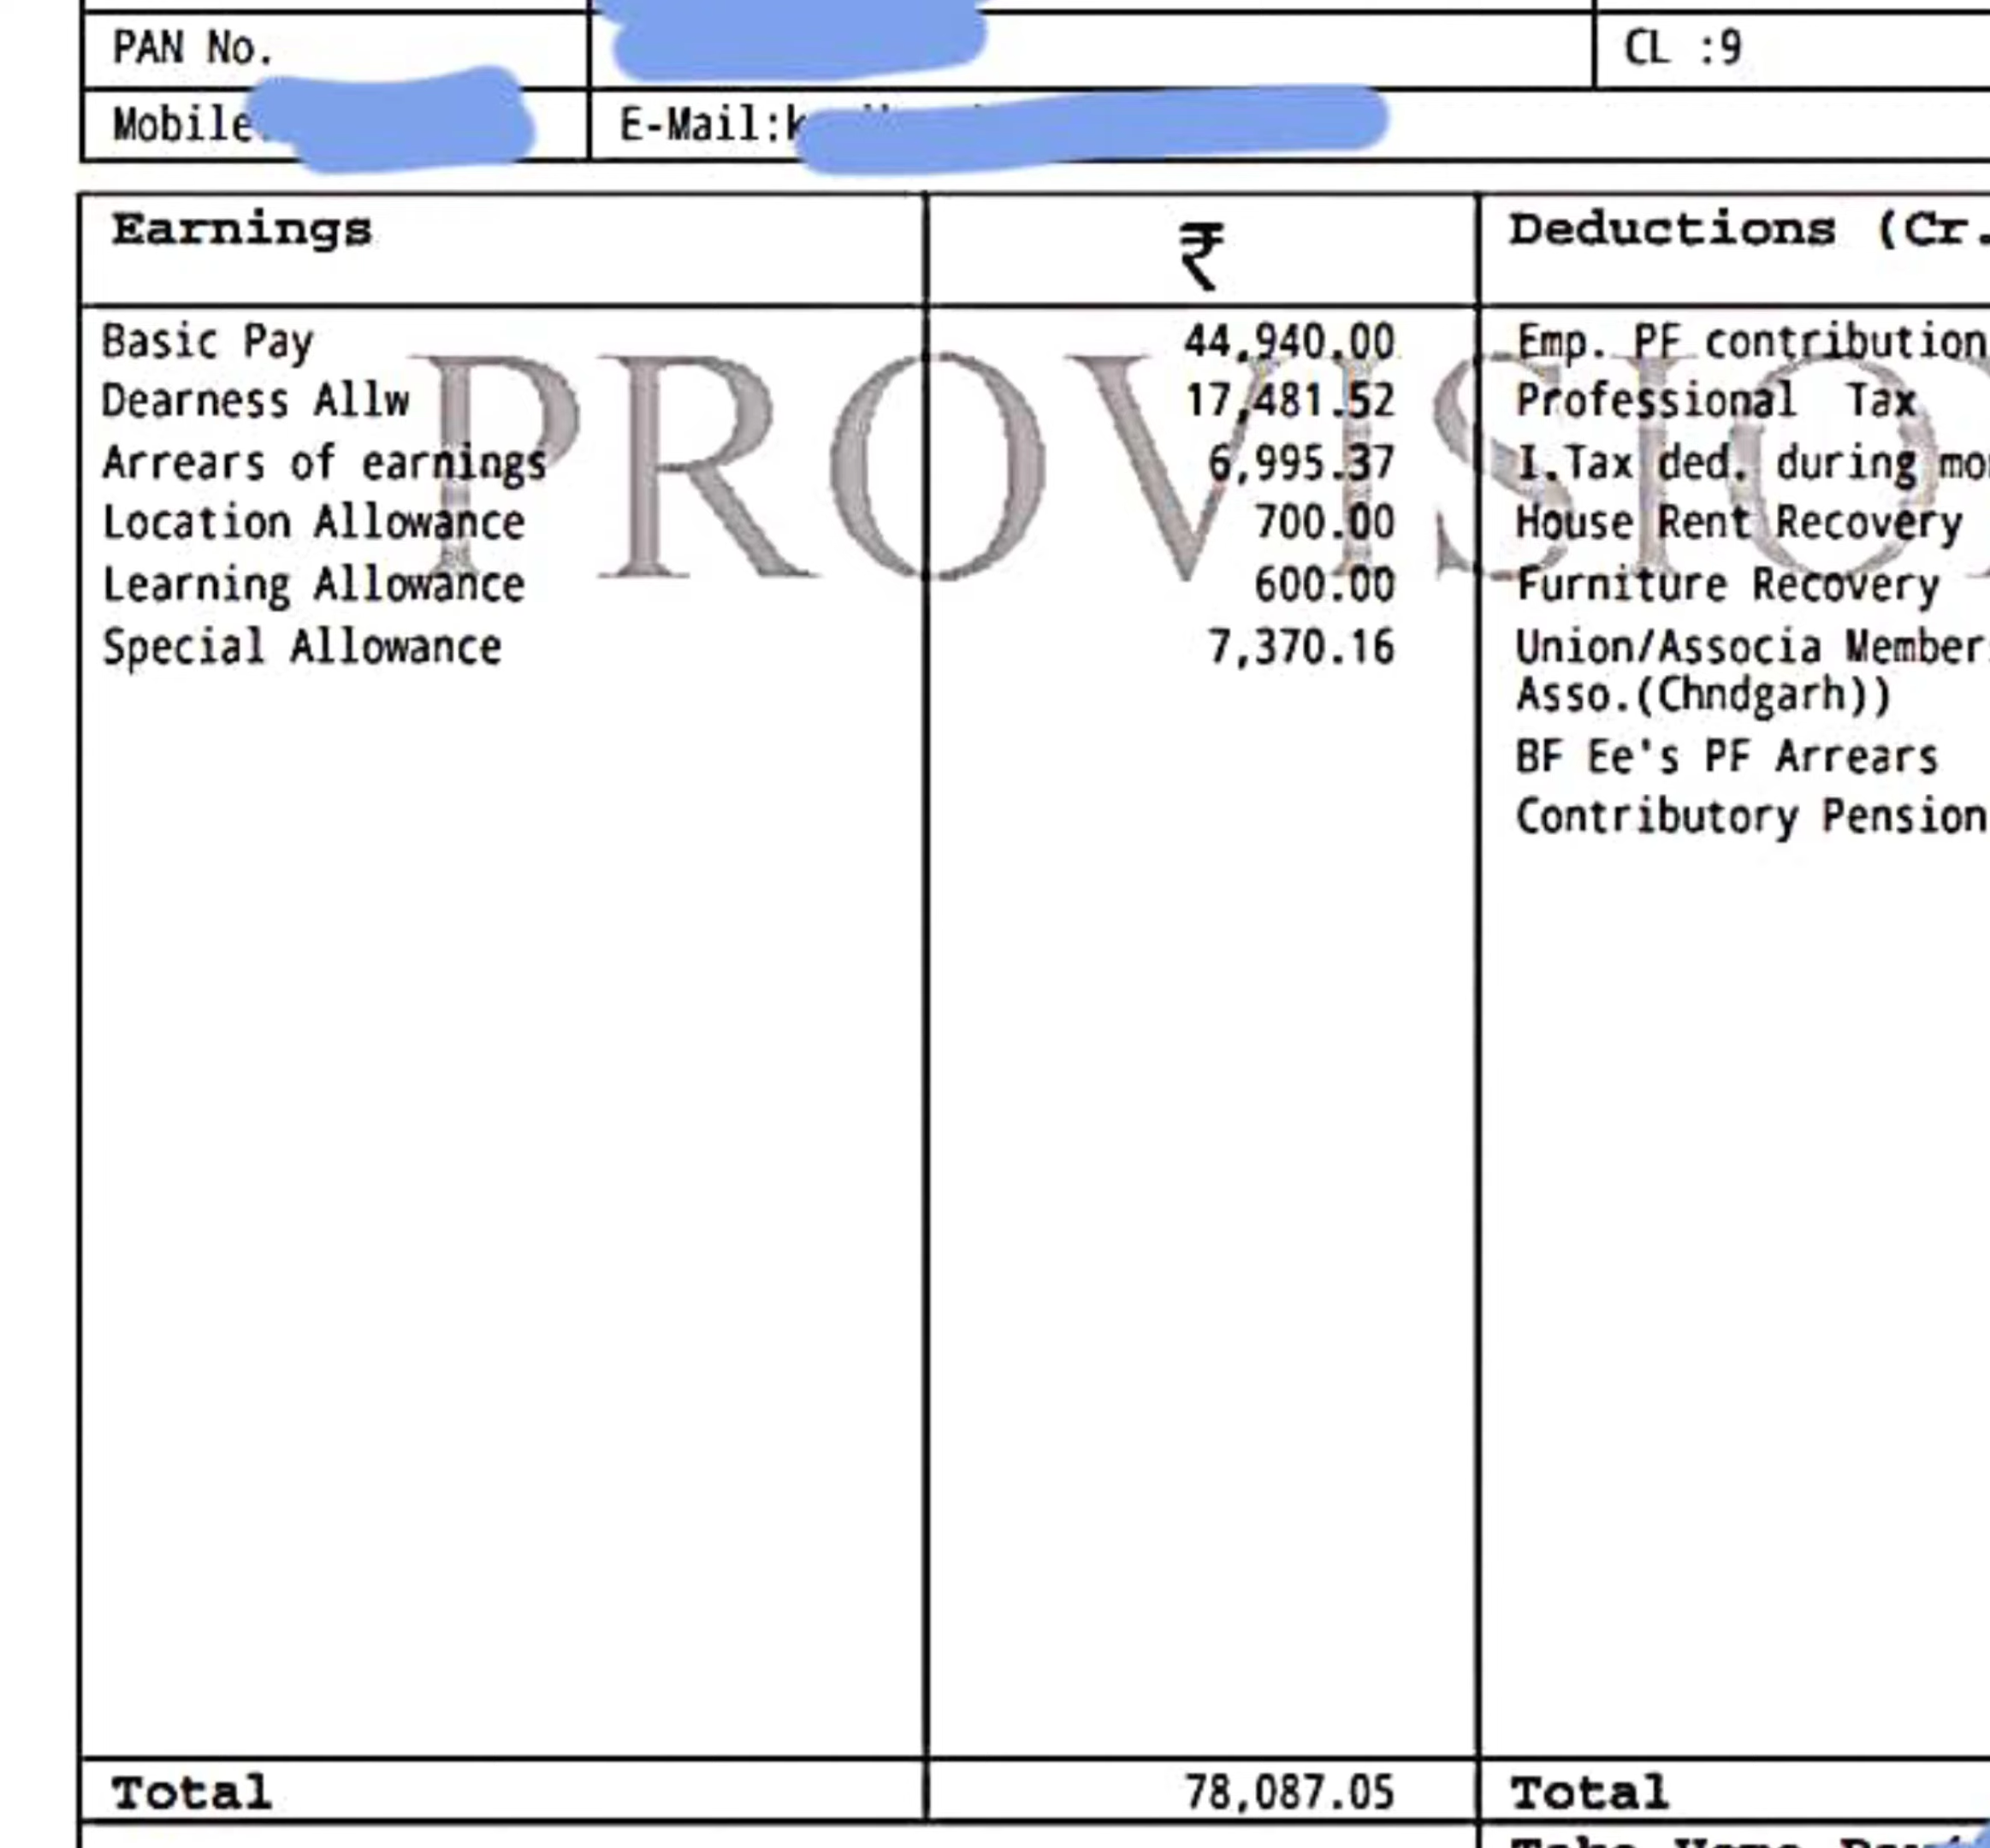 PAN No. CL :9
Mobile E-Mail:k
Earnings ₹ Deductions (Cr.
Basic Pay 44,940.00 Emp. PF contribution
Dearness Allw 17,481.52 Professional Tax
Arrears of earnings 6,995.37 I.Tax ded. during mo
Location Allowance 700.00 House Rent Recovery
Learning Allowance 600.00 Furniture Recovery
Special Allowance 7,370.16 Union/Associa Member
Asso.(Chndgarh))
BF Ee's PF Arrears
Contributory Pension
PROVISIO
Total 78,087.05 Total